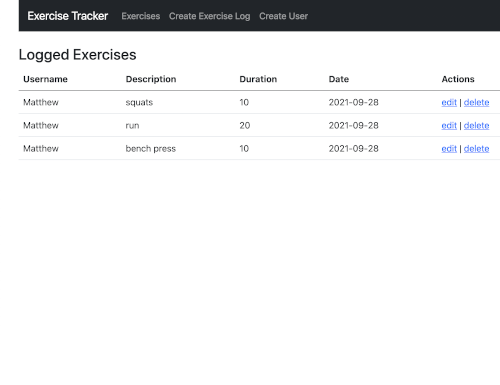 Exercise Tracker Exercises Create Exercise Log Create User
Logged Exercises
Username Description Duration Date Actions
Matthew squats 10 2021-09-28 edit | delete
Matthew run 20 2021-09-28 edit | delete
Matthew bench press 10 2021-09-28 edit | delete